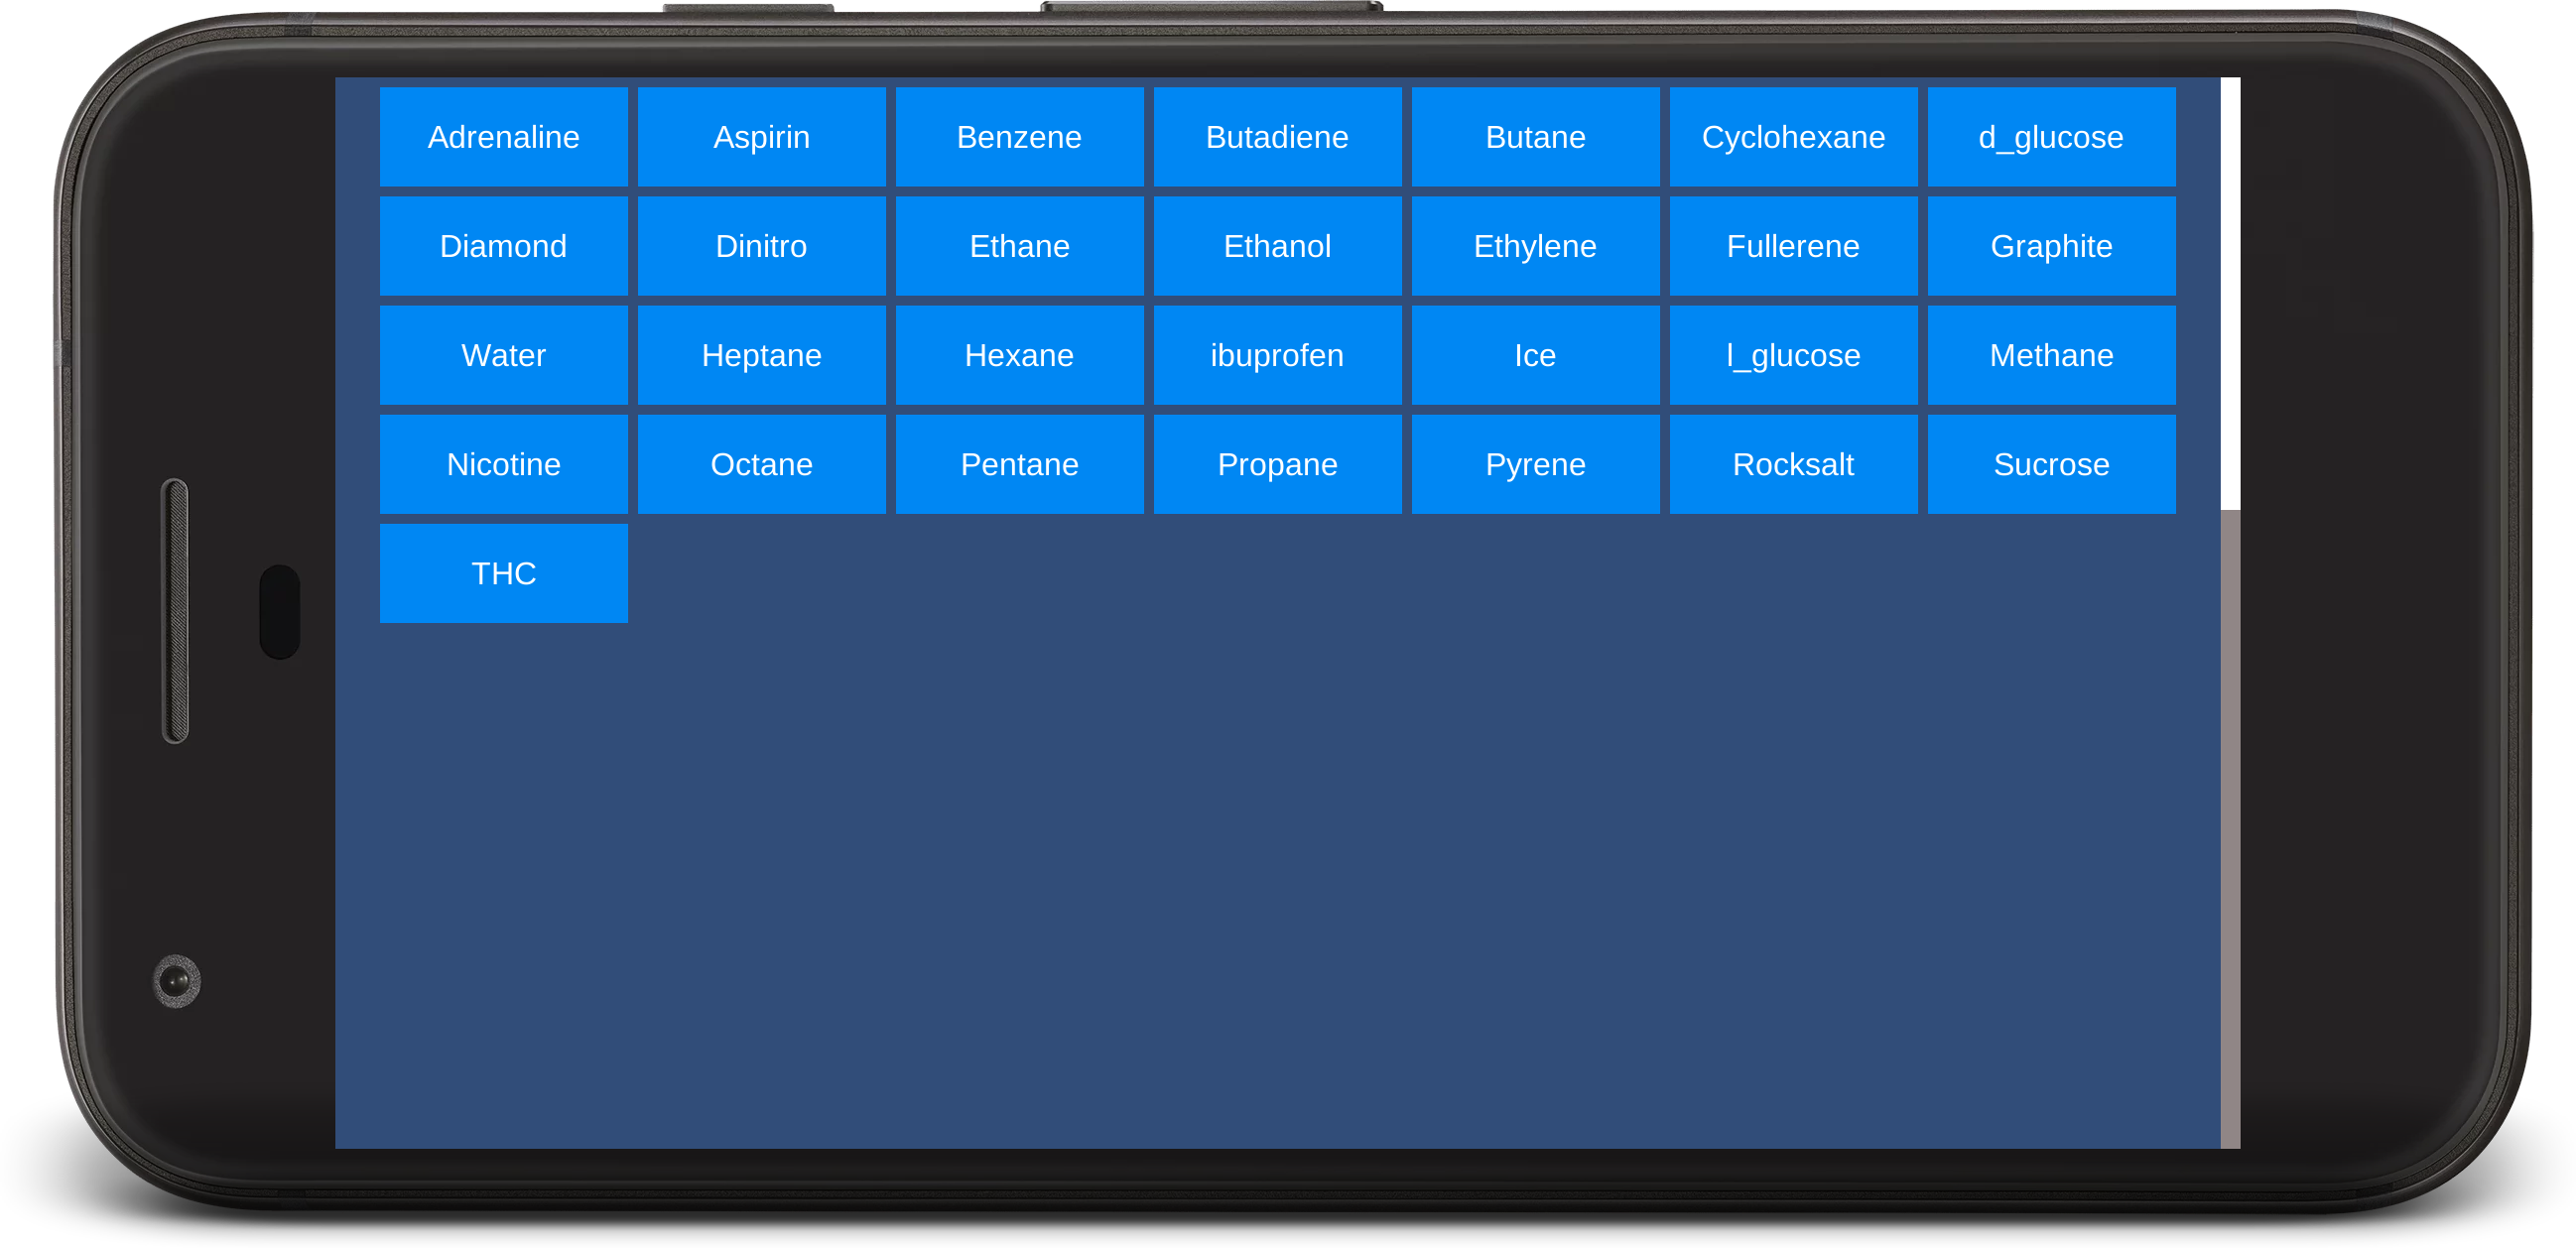 Adrenaline Aspirin Benzene Butadiene Butane Cyclohexane d_glucose
Diamond Dinitro Ethane Ethanol Ethylene Fullerene Graphite
Water Heptane Hexane ibuprofen Ice l_glucose Methane
Nicotine Octane Pentane Propane Pyrene Rocksalt Sucrose
THC